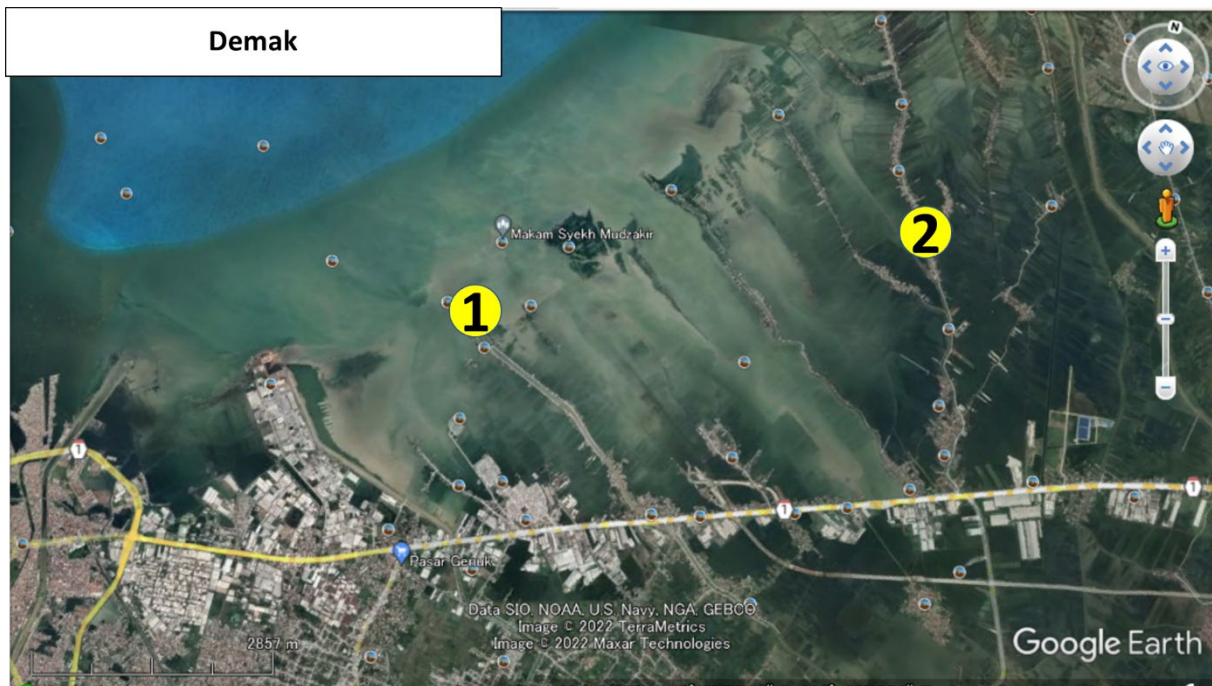 Demak
N
Makam Syekh Mudzakir
2
1
1
1
1
Pasar Genuk
Data SIO, NOAA, U.S. Navy, NGA, GEBCO
Image © 2022 TerraMetrics
Image © 2022 Maxar Technologies
2857 m
Google Earth